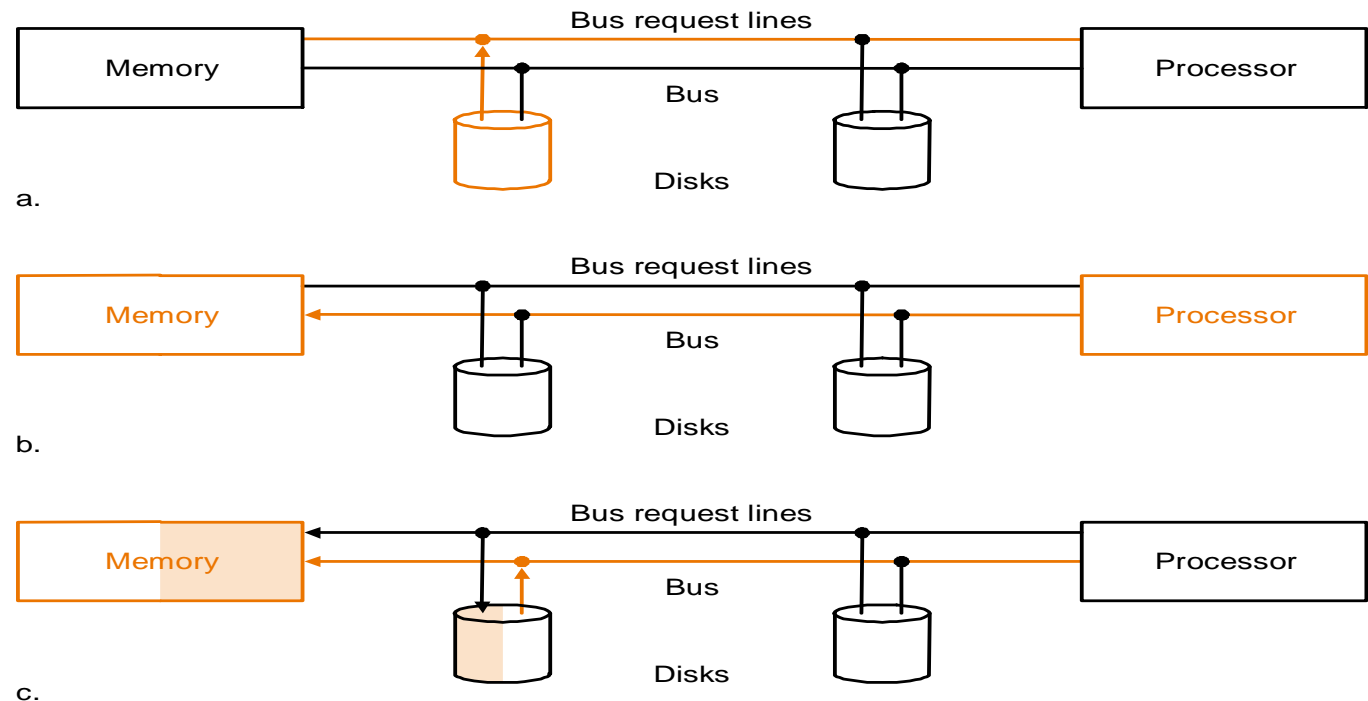 Bus request lines
Memory
Processor
Bus
Disks
a.
Bus request lines
Memory
Processor
Bus
Disks
b.
Bus request lines
Memory
Processor
Bus
Disks
c.